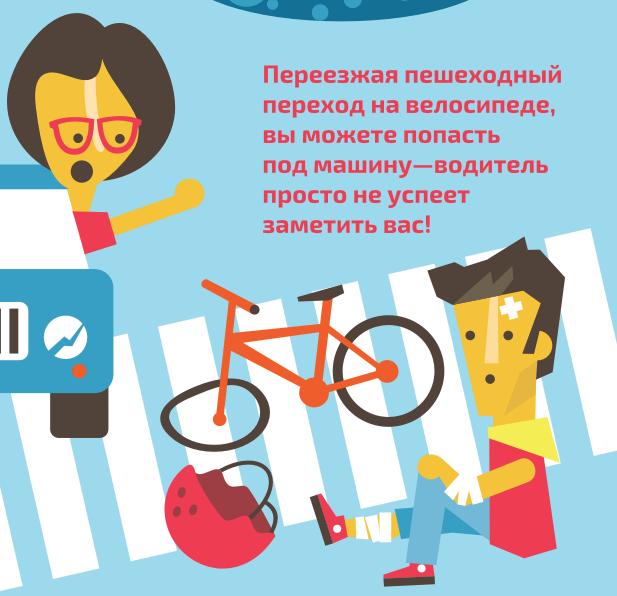 Переезжая пешеходный
переход на велосипеде,
вы можете попасть
под машину—водитель
просто не успеет
заметить вас!